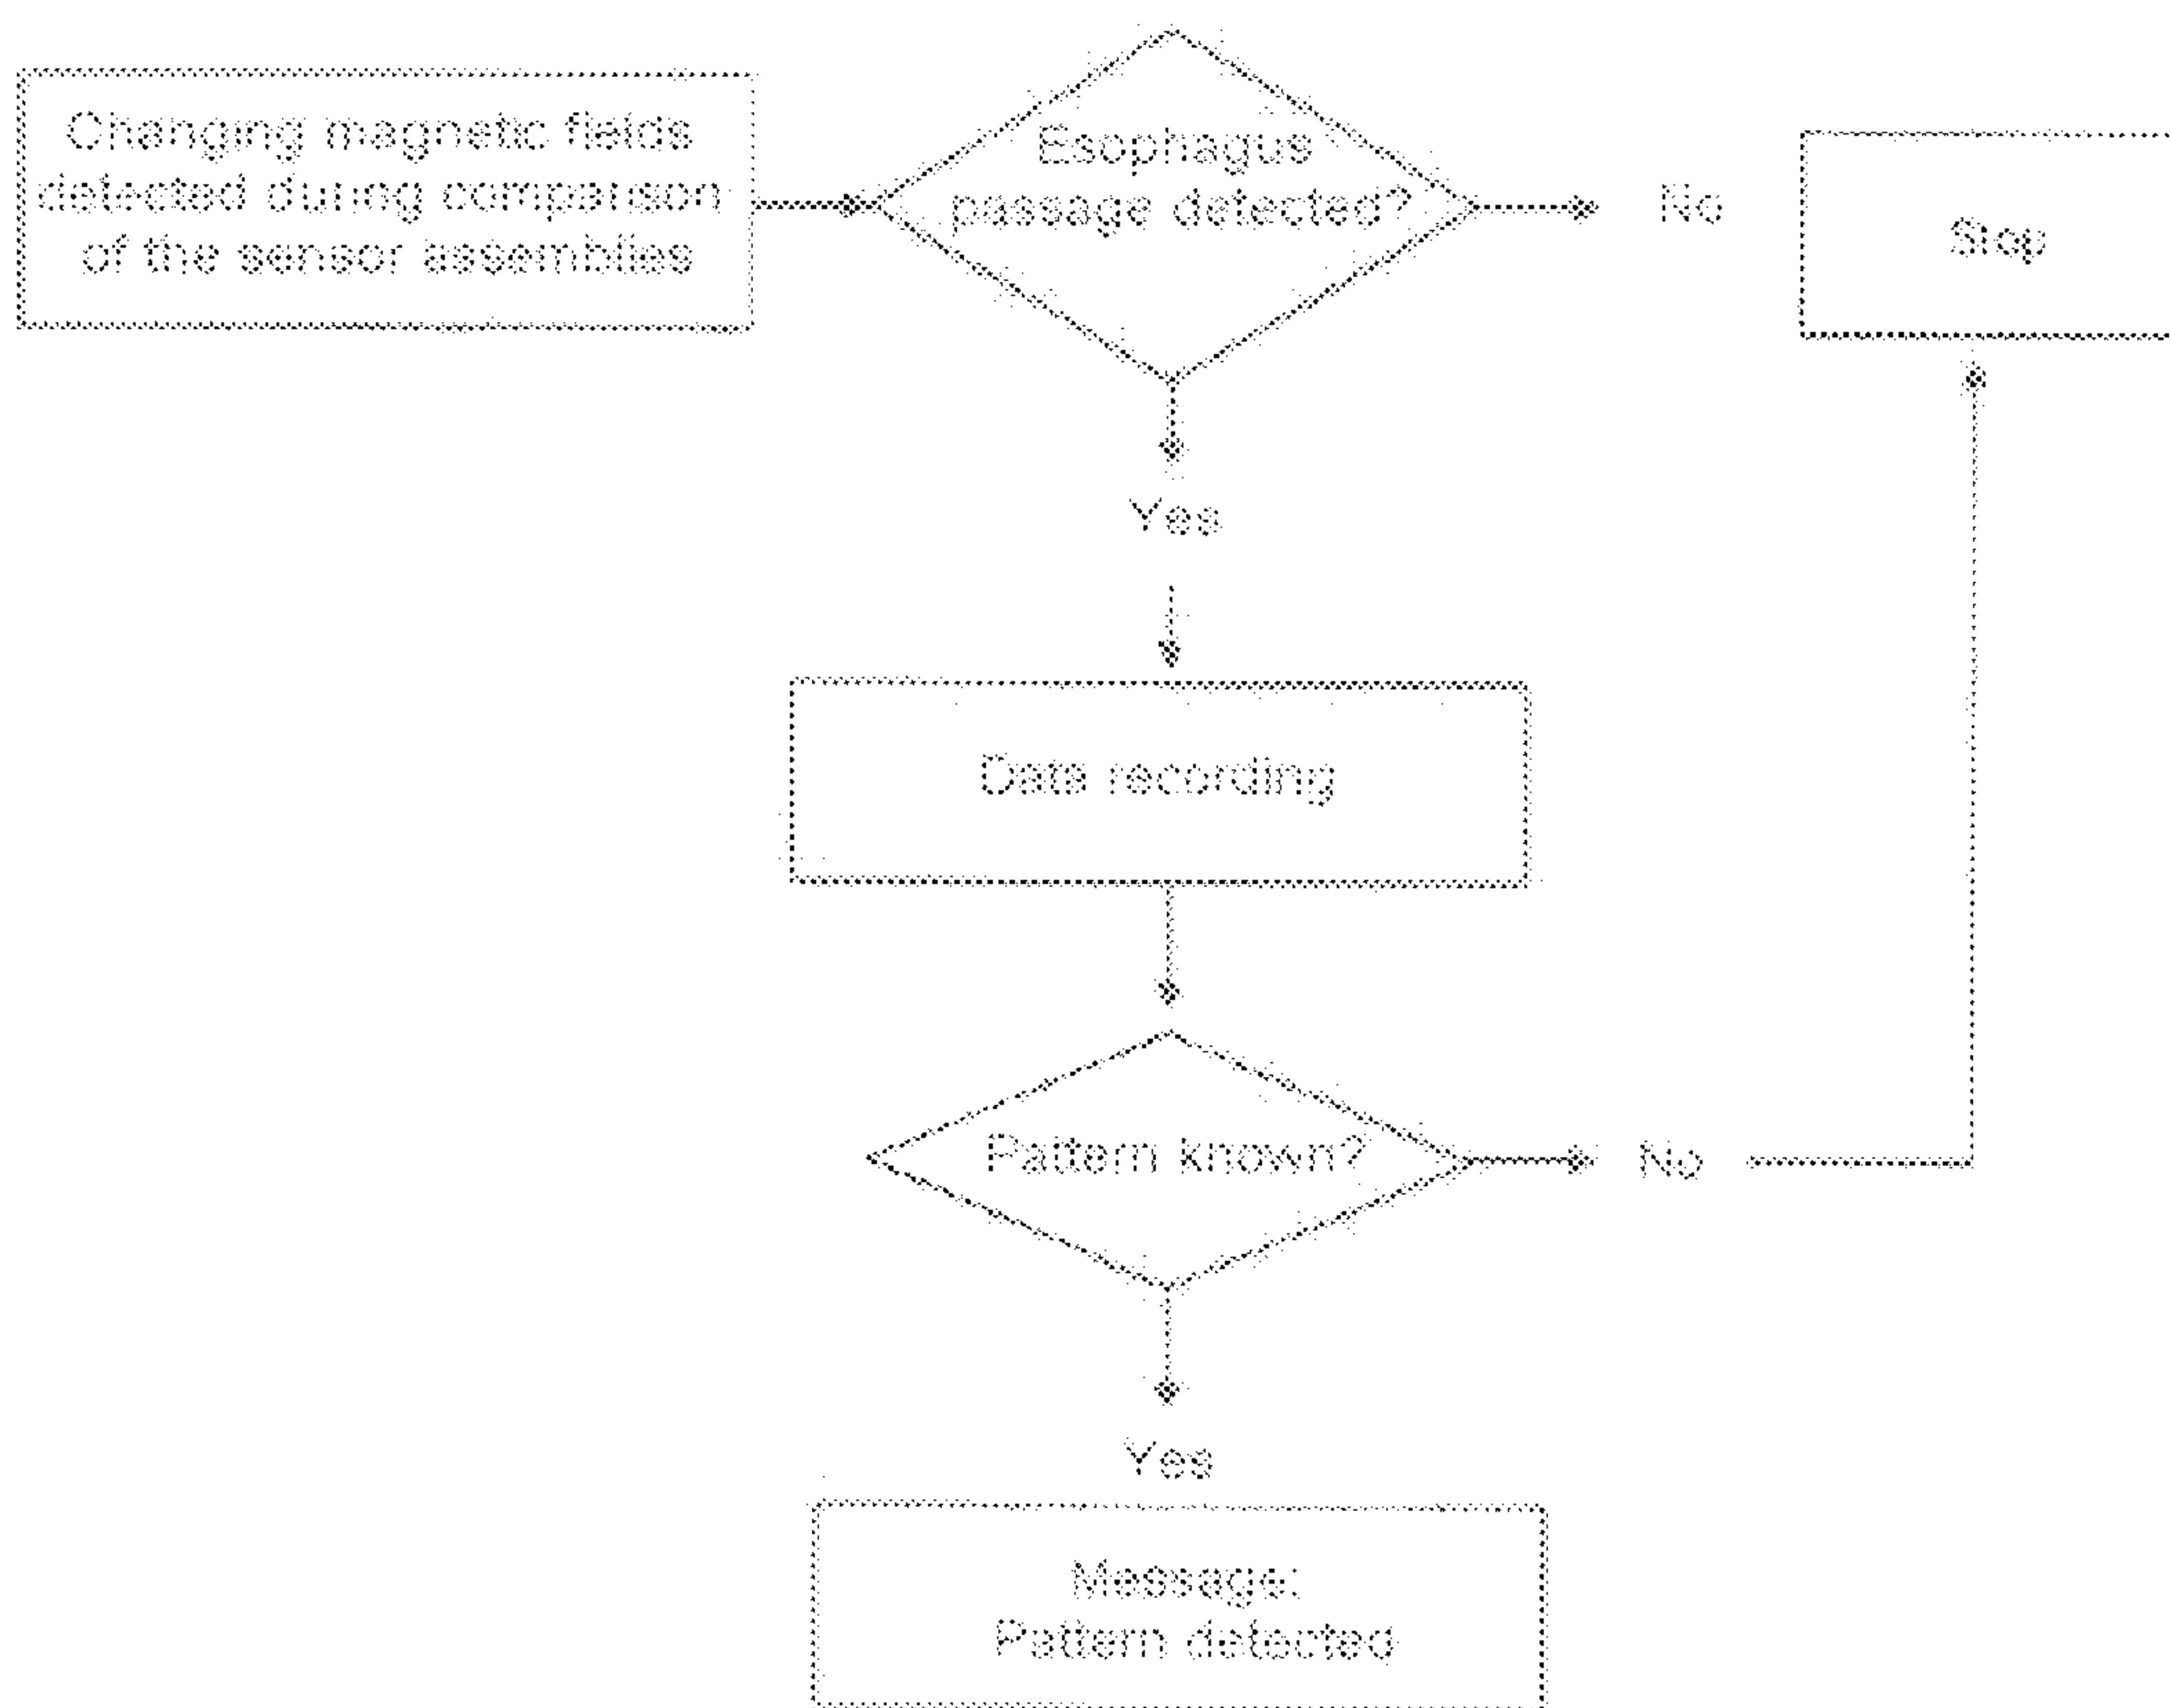 Changing magnetic fields
detected during comparison
of the sensor assemblies
Esophagus
passage detected?
No
Stop
Yes
Data recording
Pattern known?
No
Yes
Message:
Pattern detected